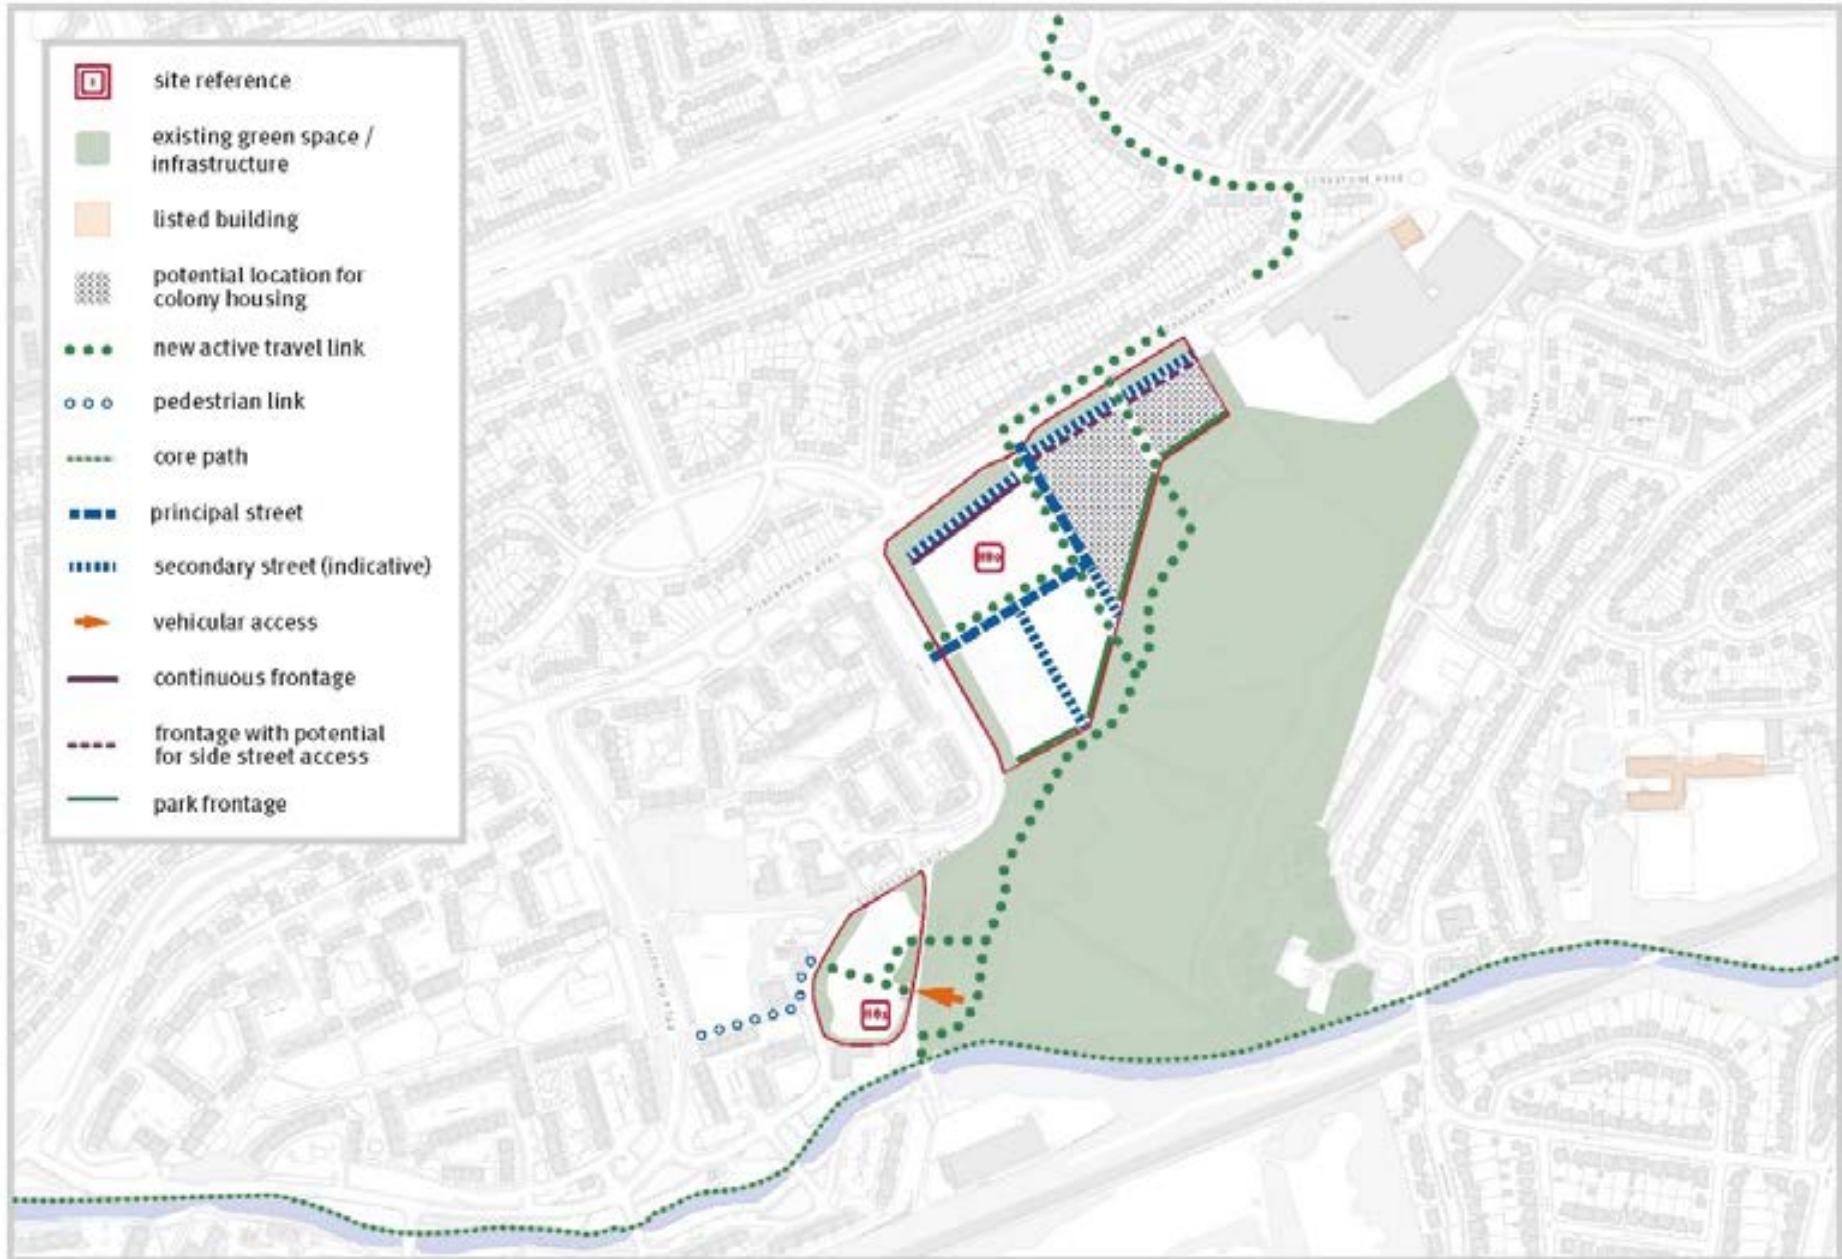 site reference
existing green space /
infrastructure
listed building
potential location for
colony housing
new active travel link
pedestrian link
core path
principal street
secondary street (indicative)
vehicular access
continuous frontage
frontage with potential
for side street access
park frontage